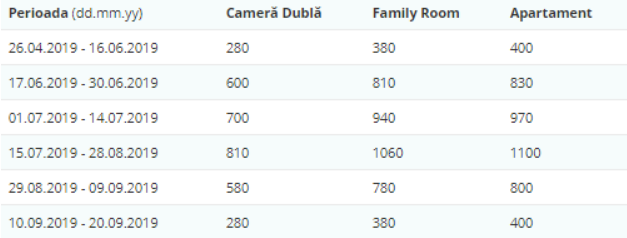 Perioada (dd.mm.yy) Cameră Dublă Family Room Apartament
26.04.2019 - 16.06.2019 280 380 400
17.06.2019 - 30.06.2019 600 810 830
01.07.2019 - 14.07.2019 700 940 970
15.07.2019 - 28.08.2019 810 1060 1100
29.08.2019 - 09.09.2019 580 780 800
10.09.2019 - 20.09.2019 280 380 400